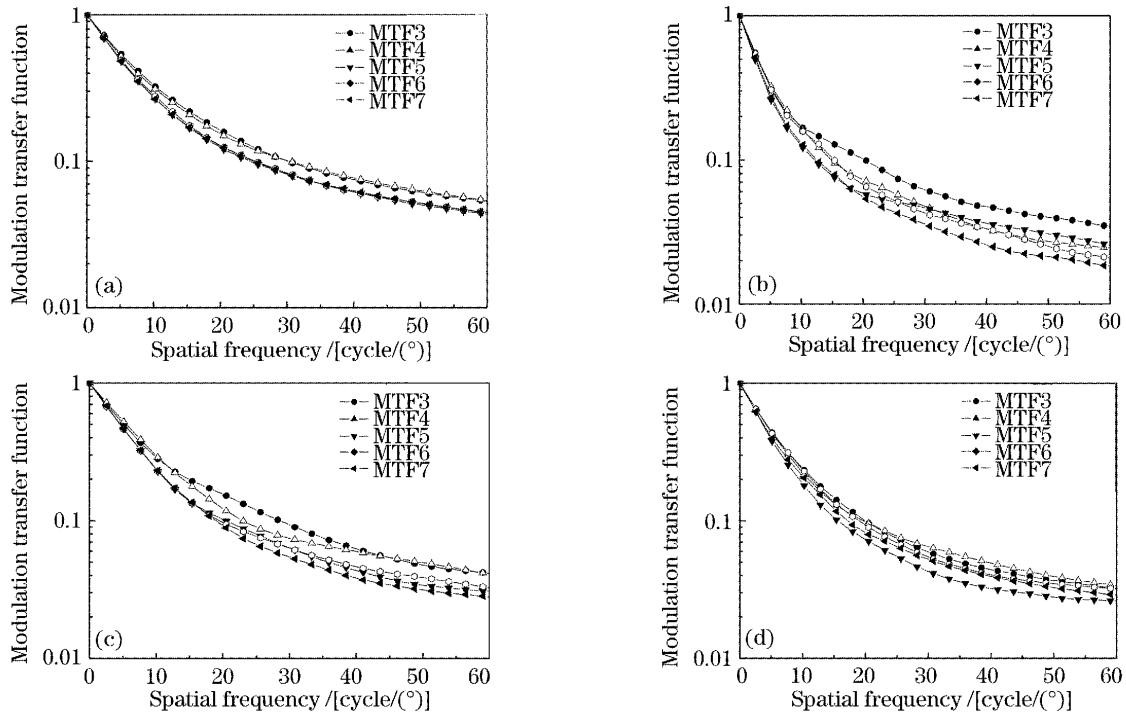 Modulation transfer function
1
0.1
0.01
MTF3
MTF4
MTF5
MTF6
MTF7
(a)
0 10 20 30 40 50 60
Spatial frequency /[cycle/(°)]
Modulation transfer function
1
0.1
0.01
MTF3
MTF4
MTF5
MTF6
MTF7
(b)
0 10 20 30 40 50 60
Spatial frequency /[cycle/(°)]
Modulation transfer function
1
0.1
0.01
MTF3
MTF4
MTF5
MTF6
MTF7
(c)
0 10 20 30 40 50 60
Spatial frequency /[cycle/(°)]
Modulation transfer function
1
0.1
0.01
MTF3
MTF4
MTF5
MTF6
MTF7
(d)
0 10 20 30 40 50 60
Spatial frequency /[cycle/(°)]